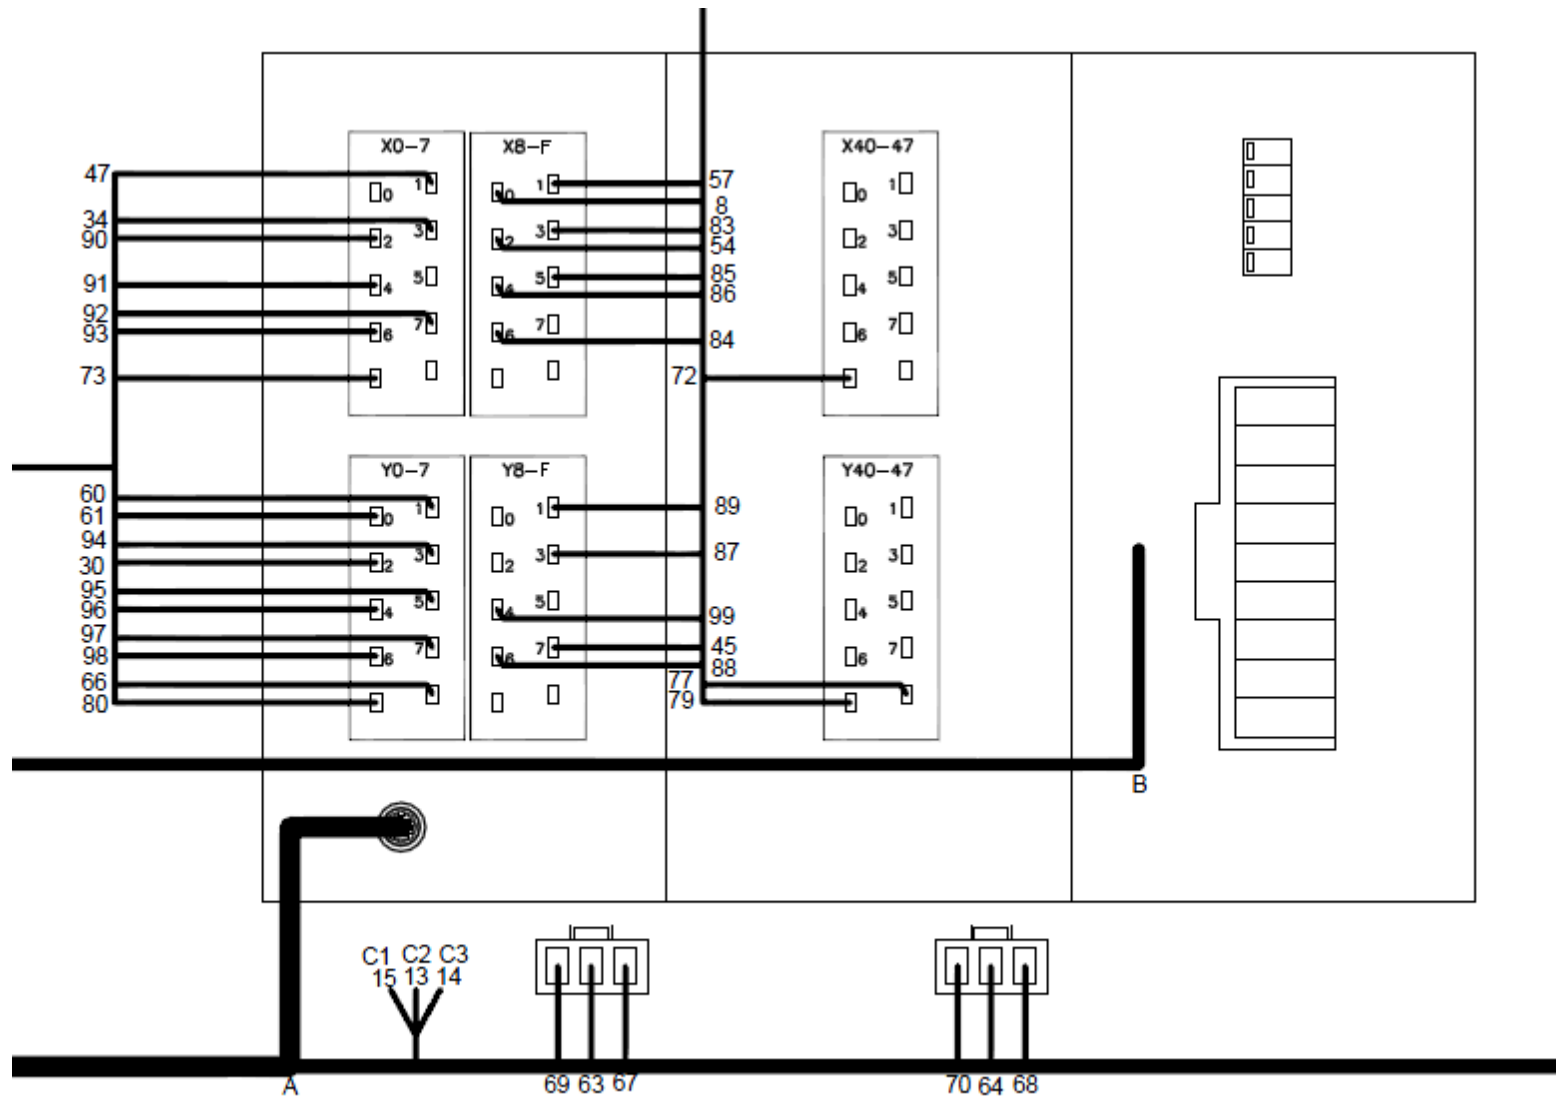 X0-7 X8-F X40-47
47 1 1 57 1
0 0 8 0
34 3 3 83 3
90 2 2 54 2
91 5 5 85 5
4 4 86 4
92 7 7 7
93 6 6 84 6
73 72
Y0-7 Y8-F Y40-47
60 1 1 89 1
61 0 0 0
94 3 3 87 3
30 2 2 2
95 5 5 5
96 4 4 99 4
97 7 7 45 7
98 6 6 88 6
66 77
80 79
B
C1 C2 C3
15 13 14
A 69 63 67 70 64 68